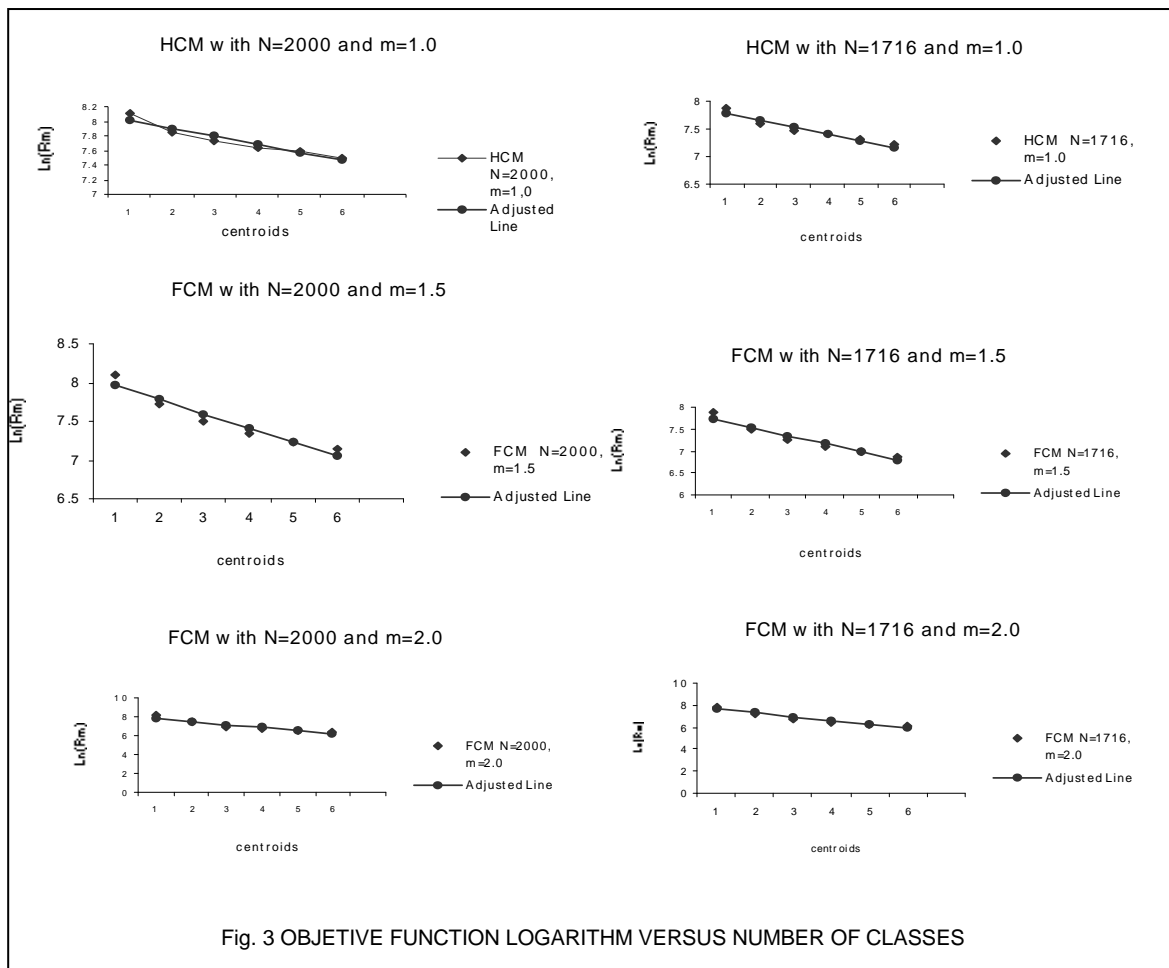 HCM w ith N=2000 and m=1.0
Ln(Rm)
8.2
8
7.8
7.6
7.4
7.2
7
1 2 3 4 5 6
centroids
HCM
N=2000,
m=1,0
Adjusted
Line
HCM with N=1716 and m=1.0
Ln(Rm)
8
7.5
7
6.5
1 2 3 4 5 6
centroids
HCM N=1716,
m=1.0
Adjusted Line
FCM w ith N=2000 and m=1.5
Ln(Rm)
8.5
8
7.5
7
6.5
1 2 3 4 5 6
centroids
FCM N=2000,
m=1.5
Adjusted Line
FCM w ith N=1716 and m=1.5
Ln(Rm)
8
7.5
7
6.5
6
1 2 3 4 5 6
centroids
FCM N=1716,
m=1.5
Adjusted Line
FCM w ith N=2000 and m=2.0
Ln(Rm)
10
8
6
4
2
0
1 2 3 4 5 6
centroids
FCM N=2000,
m=2.0
Adjusted Line
FCM w ith N=1716 and m=2.0
10
8
6
4
2
0
1 2 3 4 5 6
centroids
FCM N=1716,
m=2.0
Adjusted Line
Fig. 3 OBJETIVE FUNCTION LOGARITHM VERSUS NUMBER OF CLASSES